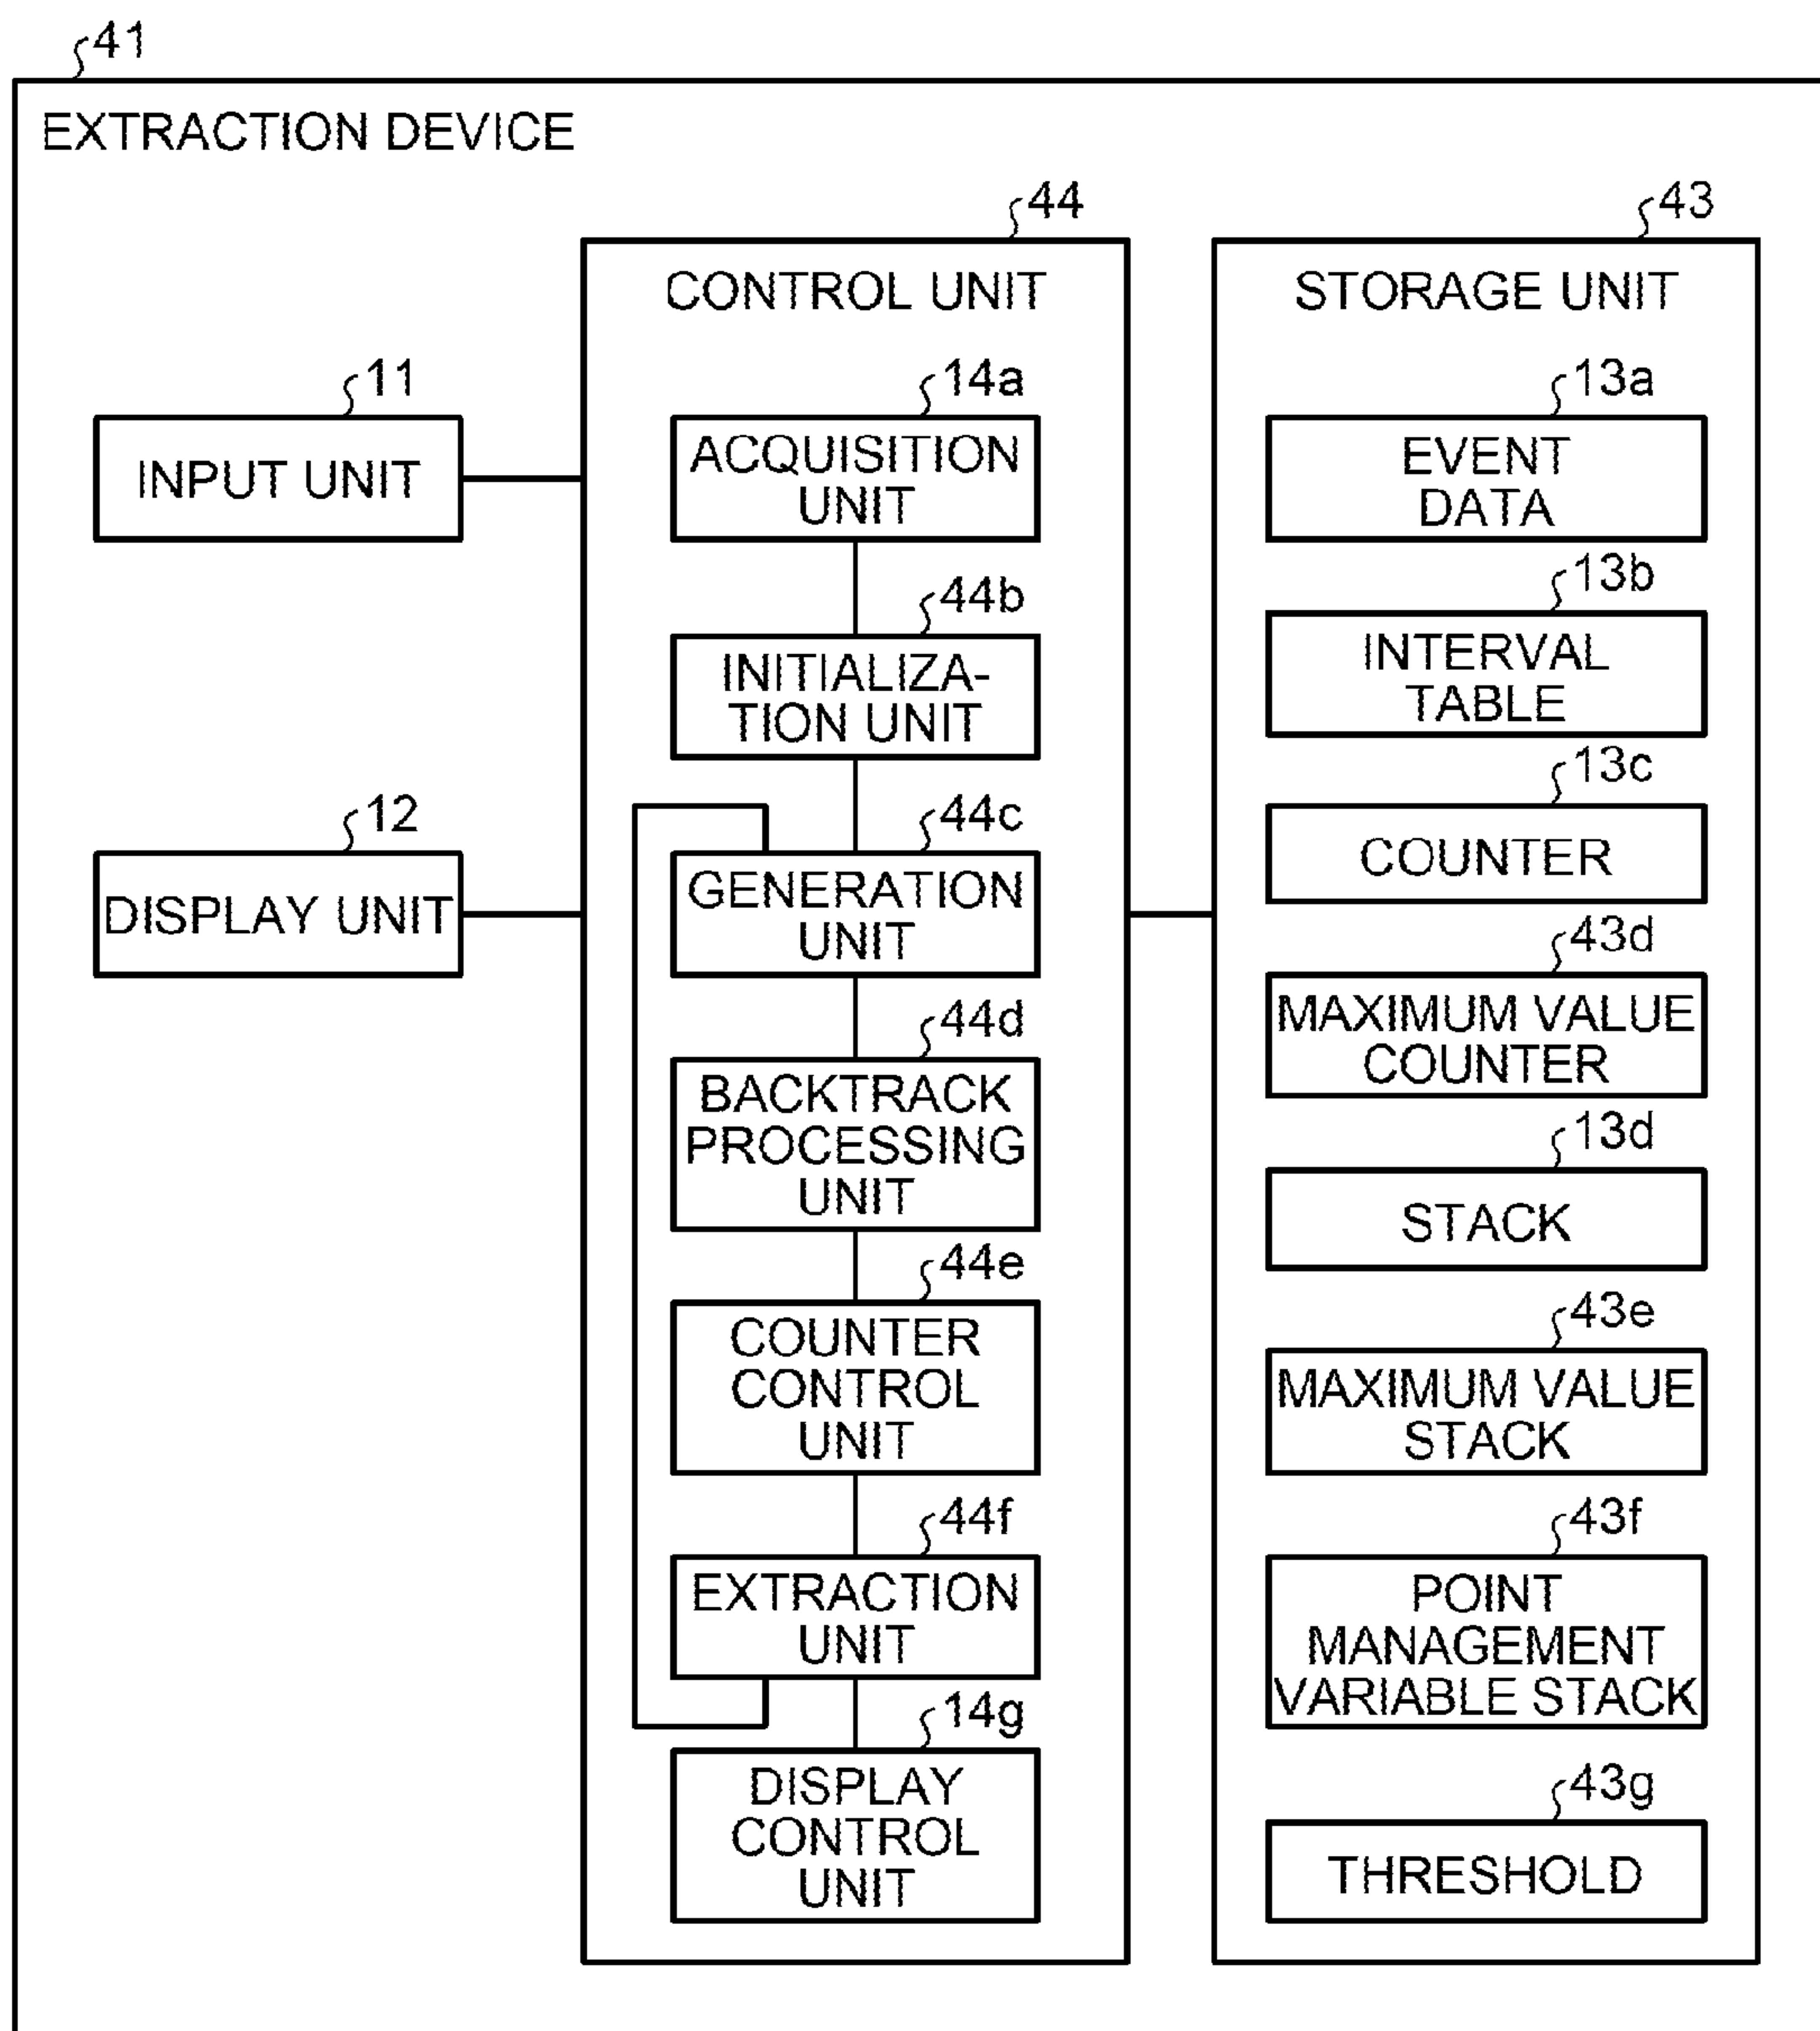 41
EXTRACTION DEVICE
11
INPUT UNIT
12
DISPLAY UNIT
44
CONTROL UNIT
14a
ACQUISITION
UNIT
44b
INITIALIZA-
TION UNIT
44c
GENERATION
UNIT
44d
BACKTRACK
PROCESSING
UNIT
44e
COUNTER
CONTROL
UNIT
44f
EXTRACTION
UNIT
14g
DISPLAY
CONTROL
UNIT
43
STORAGE UNIT
13a
EVENT
DATA
13b
INTERVAL
TABLE
13c
COUNTER
43d
MAXIMUM VALUE
COUNTER
13d
STACK
43e
MAXIMUM VALUE
STACK
43f
POINT
MANAGEMENT
VARIABLE STACK
43g
THRESHOLD